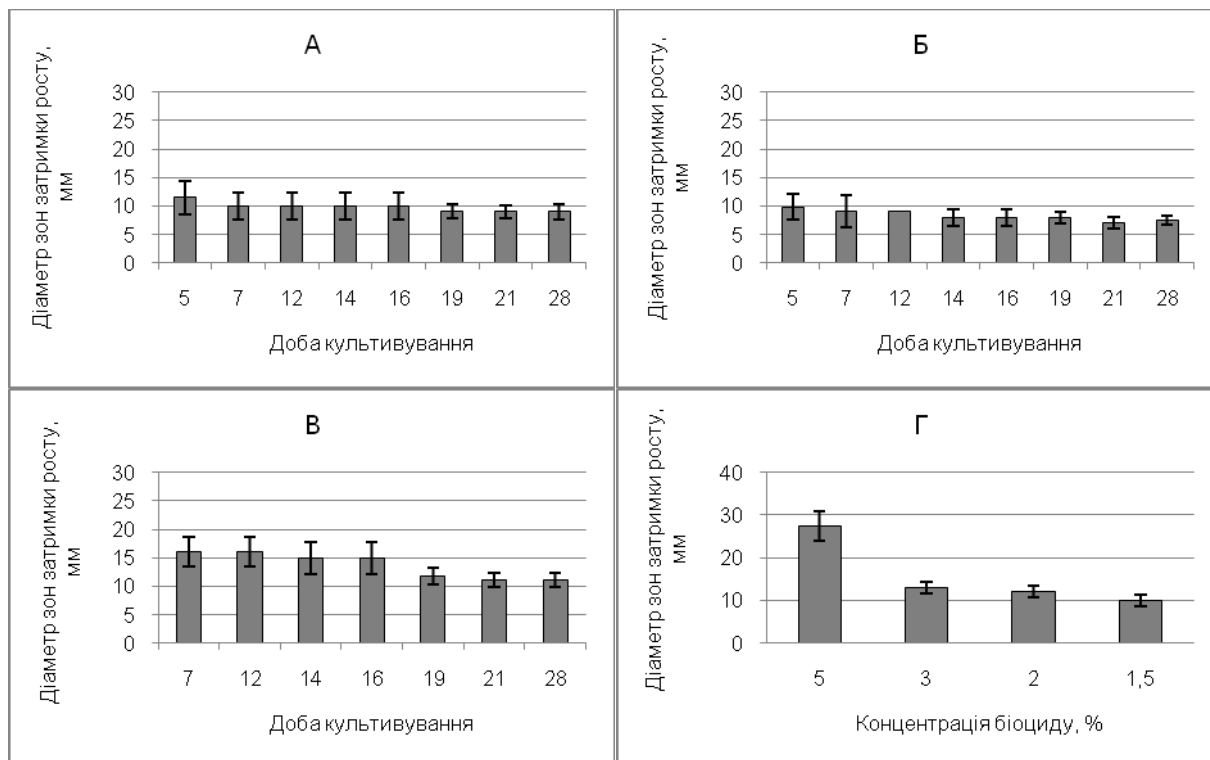 А
Діаметр зон затримки росту,
мм
30
25
20
15
10
5
0
5 7 12 14 16 19 21 28
Доба культивування
Б
Діаметр зон затримки росту,
мм
30
25
20
15
10
5
0
5 7 12 14 16 19 21 28
Доба культивування
В
Діаметр зон затримки росту,
мм
30
25
20
15
10
5
0
7 12 14 16 19 21 28
Доба культивування
Г
Діаметр зон затримки росту,
мм
40
30
20
10
0
5 3 2 1,5
Концентрація біоциду, %